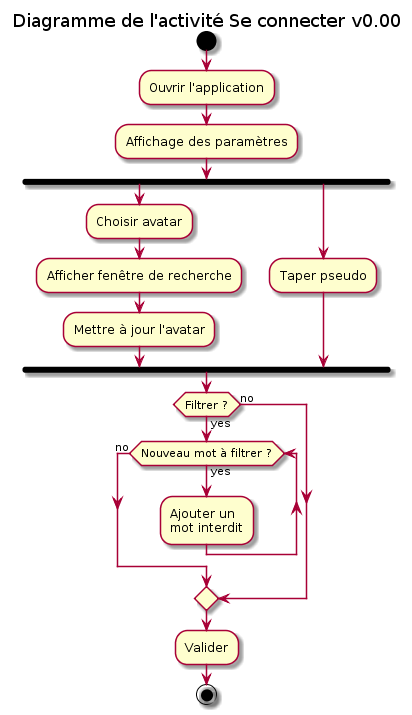 Diagramme de l'activité Se connecter v0.00
Ouvrir l'application
Affichage des paramètres
Choisir avatar
Afficher fenêtre de recherche
Taper pseudo
Mettre à jour l'avatar
Filtrer ?
no
yes
no
Nouveau mot à filtrer ?
yes
Ajouter un
mot interdit
Valider